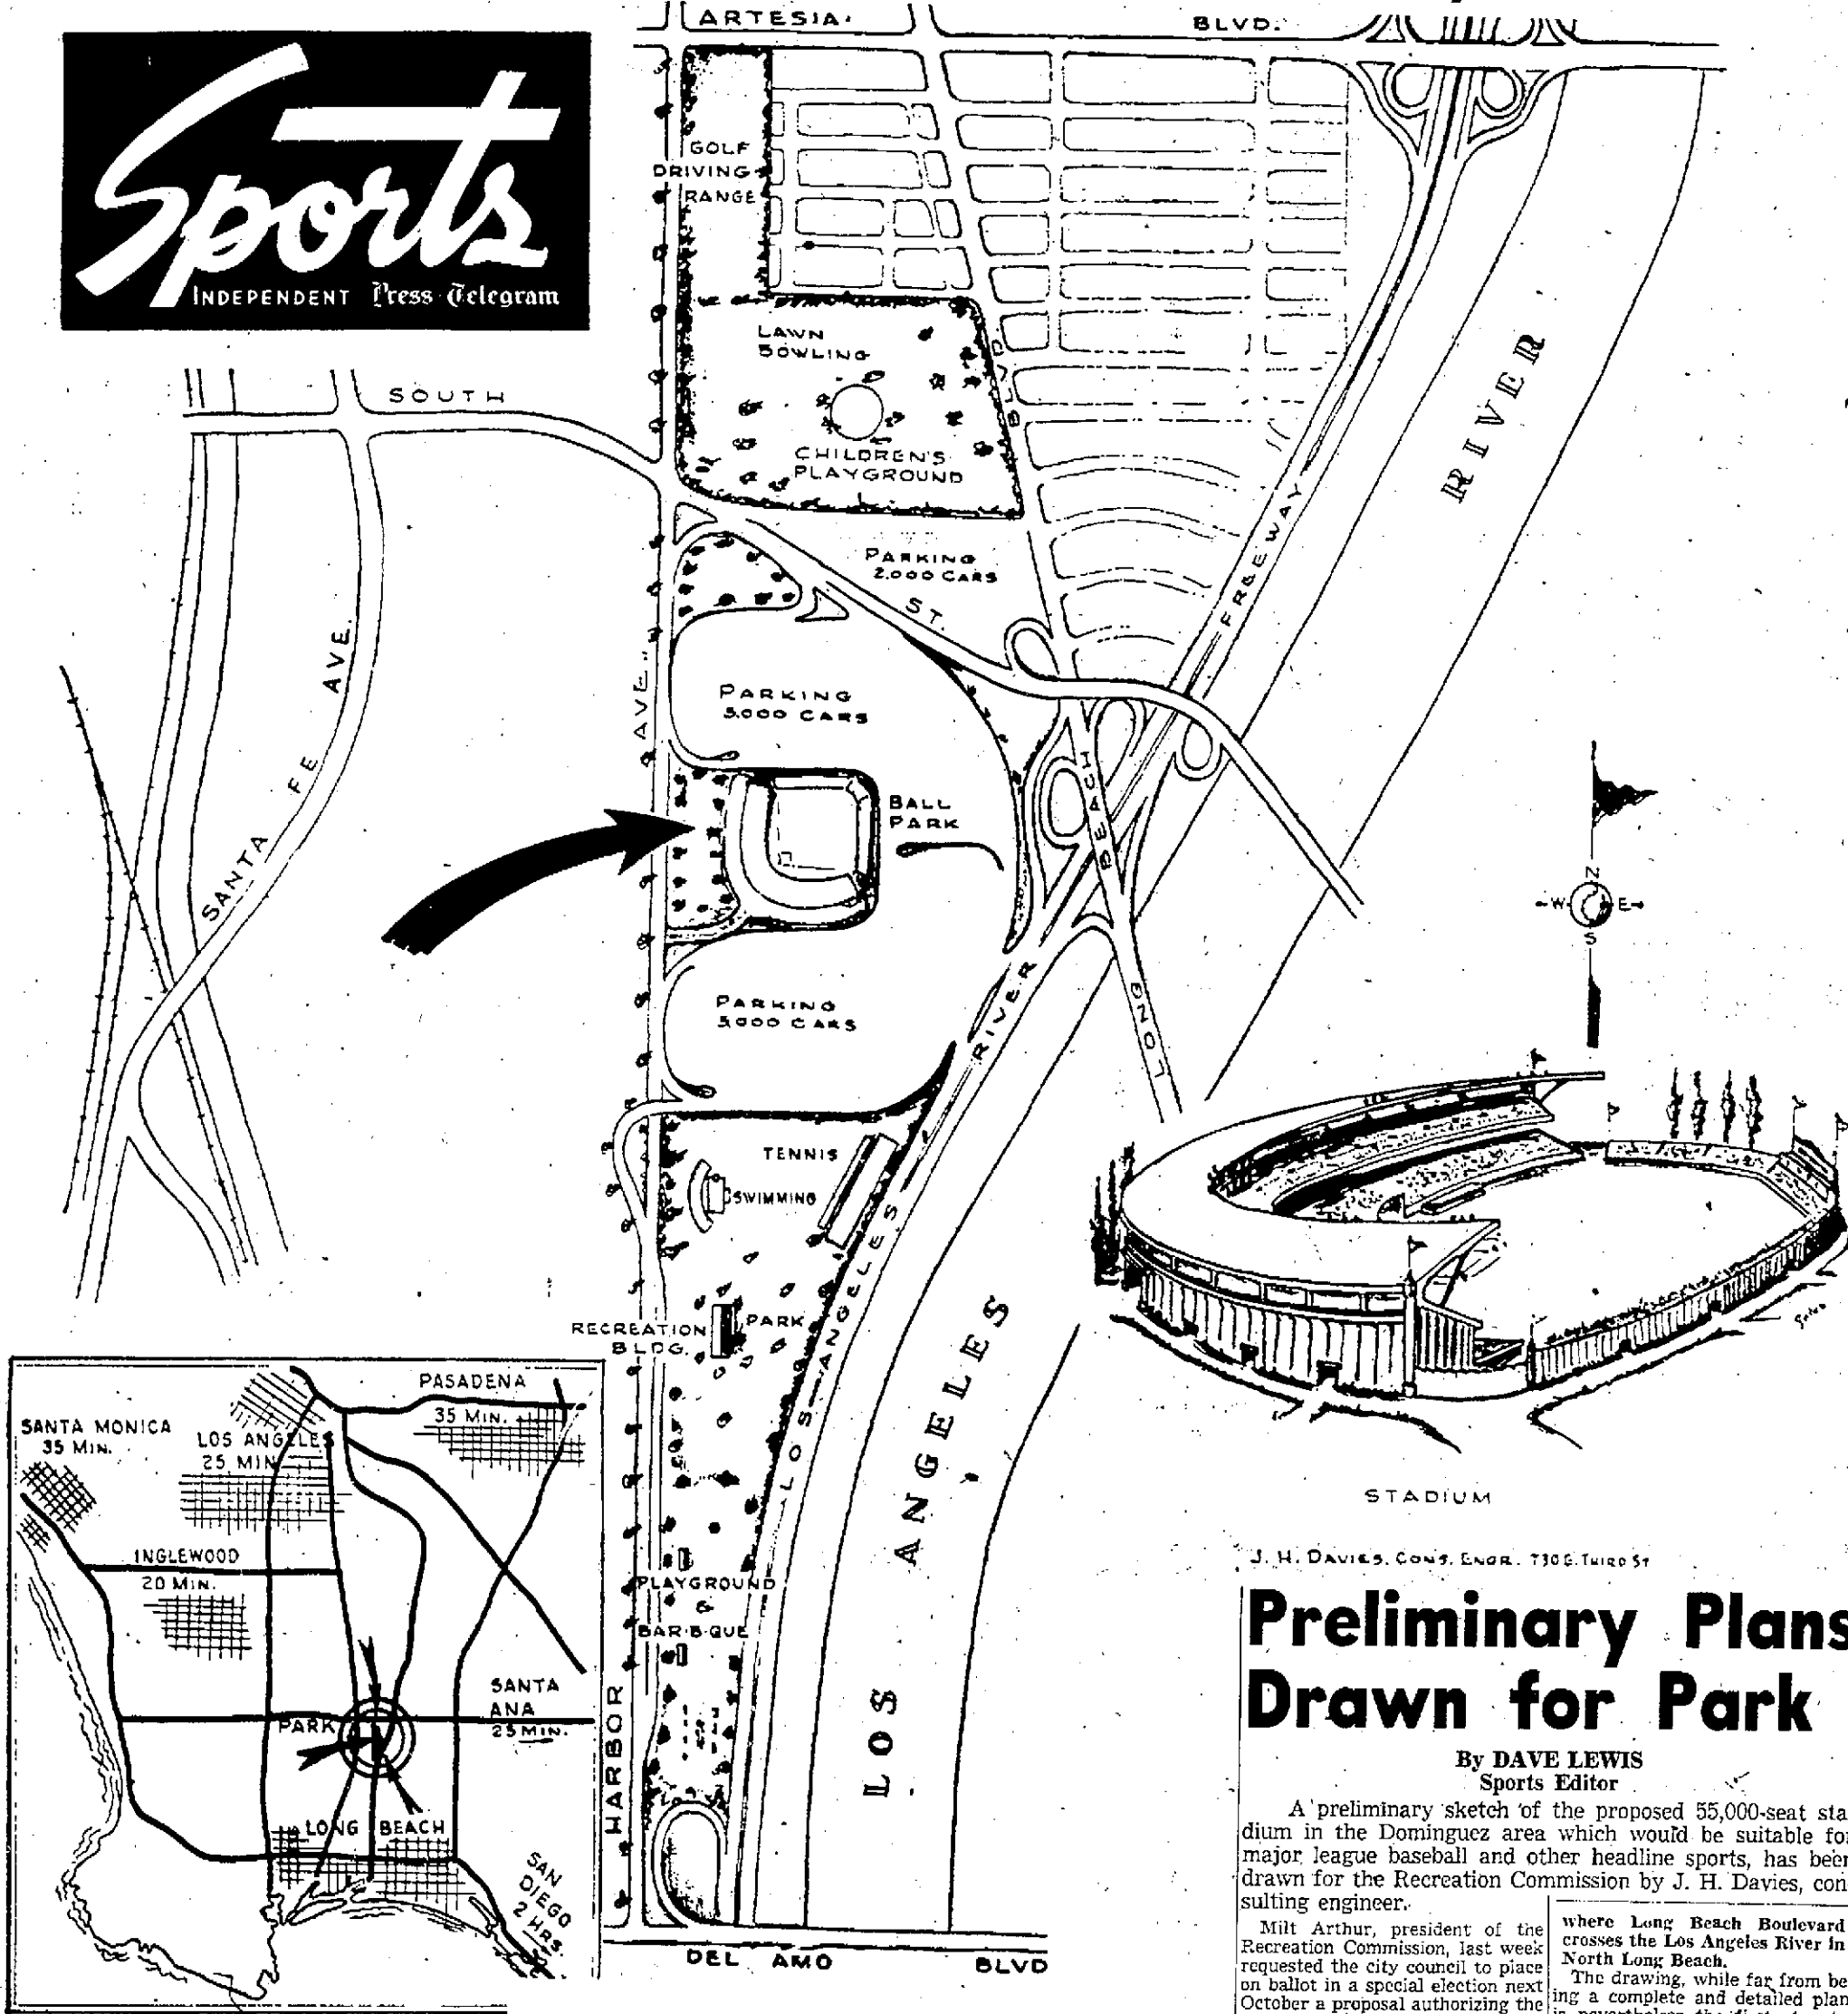 ARTESIA
BLVD.
Sports
INDEPENDENT Press-Telegram
GOLF
DRIVING
RANGE
LAWN
BOWLING
CHILDREN'S
PLAYGROUND
SOUTH
ST.
PARKING
2,000 CARS
FREEWAY
RIVER
BLVD
AVE.
SANTA FE AVE.
PARKING
5,000 CARS
BALL
PARK
BEACH
LONG
N
W E
S
PARKING
5,000 CARS
RIVER
TENNIS
SWIMMING
LOS ANGELES
RECREATION
BLDG.
PARK
LOS ANGELES
PLAYGROUND
&
BAR-B-QUE
HARBOR
DEL AMO BLVD
STADIUM
J. H. DAVIES. CONS. ENGR. 730 E. THIRD ST
PASADENA
35 MIN.
SANTA MONICA
35 MIN.
LOS ANGELES
25 MIN
INGLEWOOD
20 MIN.
SANTA
ANA
25 MIN.
PARK
LONG BEACH
SAN
DIEGO
2 HRS.
Preliminary Plans
Drawn for Park
By DAVE LEWIS
Sports Editor
A preliminary sketch of the proposed 55,000-seat sta
dium in the Dominguez area which would be suitable fo
major league baseball and other headline sports, has been
drawn for the Recreation Commission by J. H. Davies, con
sulting engineer.
Milt Arthur, president of the
Recreation Commission, last week
requested the city council to place
on ballot in a special election next
October a proposal authorizing the
where Long Beach Boulevard
crosses the Los Angeles River in
North Long Beach.
The drawing, while far from be
ing a complete and detailed plan